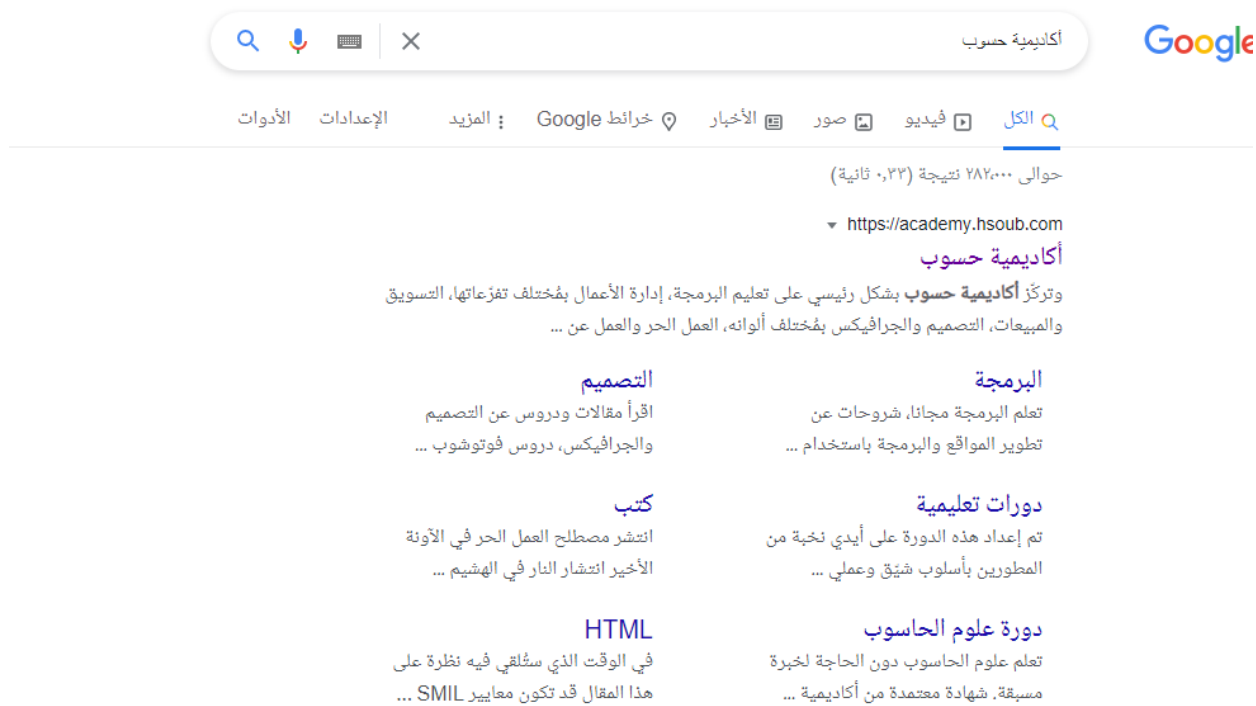 أكاديمية حسوب
Google
الكل
فيديو
صور
الأخبار
خرائط Google
المزيد
الإعدادات
الأدوات
حوالى ٢٨٢,٠٠٠ نتيجة (٠,٣٣ ثانية)
https://academy.hsoub.com
أكاديمية حسوب
وتركّز أكاديمية حسوب بشكل رئيسي على تعليم البرمجة، إدارة الأعمال بمُختلف تفرّعاتها، التسويق
والمبيعات، التصميم والجرافيكس بمُختلف ألوانه، العمل الحر والعمل عن ...
البرمجة
تعلم البرمجة مجانا، شروحات عن
تطوير المواقع والبرمجة باستخدام ...
التصميم
اقرأ مقالات ودروس عن التصميم
والجرافيكس، دروس فوتوشوب ...
دورات تعليمية
تم إعداد هذه الدورة على أيدي نخبة من
المطورين بأسلوب شيّق وعملي ...
كتب
انتشر مصطلح العمل الحر في الآونة
الأخير انتشار النار في الهشيم ...
دورة علوم الحاسوب
تعلم علوم الحاسوب دون الحاجة لخبرة
مسبقة. شهادة معتمدة من أكاديمية ...
HTML
في الوقت الذي ستُلقي فيه نظرة على
هذا المقال قد تكون معايير SMIL ...